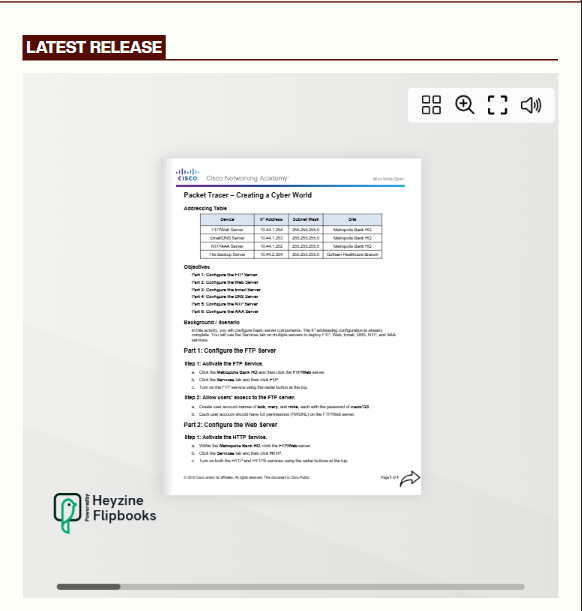 LATEST RELEASE
CISCO Cisco Networking Academy® Mind Wide Open™
Packet Tracer – Creating a Cyber World
Addressing Table
Device IP Address Subnet Mask Site
FTP/Web Server 10.44.1.254 255.255.255.0 Metropolis Bank HQ
Email/DNS Server 10.44.1.253 255.255.255.0 Metropolis Bank HQ
NTP/AAA Server 10.44.1.252 255.255.255.0 Metropolis Bank HQ
File Backup Server 10.44.2.254 255.255.255.0 Gotham Healthcare Branch
Objectives
Part 1: Configure the FTP Server
Part 2: Configure the Web Server
Part 3: Configure the Email Server
Part 4: Configure the DNS Server
Part 5: Configure the NTP Server
Part 6: Configure the AAA Server
Background / Scenario
In this activity, you will configure basic server components. The IP addressing configuration is already
complete. You will use the Services tab on multiple servers to deploy FTP, Web, Email, DNS, NTP, and AAA
services.
Part 1: Configure the FTP Server
Step 1: Activate the FTP service.
a. Click the Metropolis Bank HQ and then click the FTP/Web server.
b. Click the Services tab and then click FTP.
c. Turn on the FTP service using the radial button at the top.
Step 2: Allow users' access to the FTP server.
a. Create user account names of bob, mary, and mike, each with the password of cisco123.
b. Each user account should have full permissions (RWDNL) on the FTP/Web server.
Part 2: Configure the Web Server
Step 1: Activate the HTTP Service.
a. Within the Metropolis Bank HQ, click the FTP/Web server.
b. Click the Services tab and then click HTTP.
c. Turn on both the HTTP and HTTPS services using the radial buttons at the top.
© 2016 Cisco and/or its affiliates. All rights reserved. This document is Cisco Public. Page 1 of
Powered by
Heyzine
Flipbooks